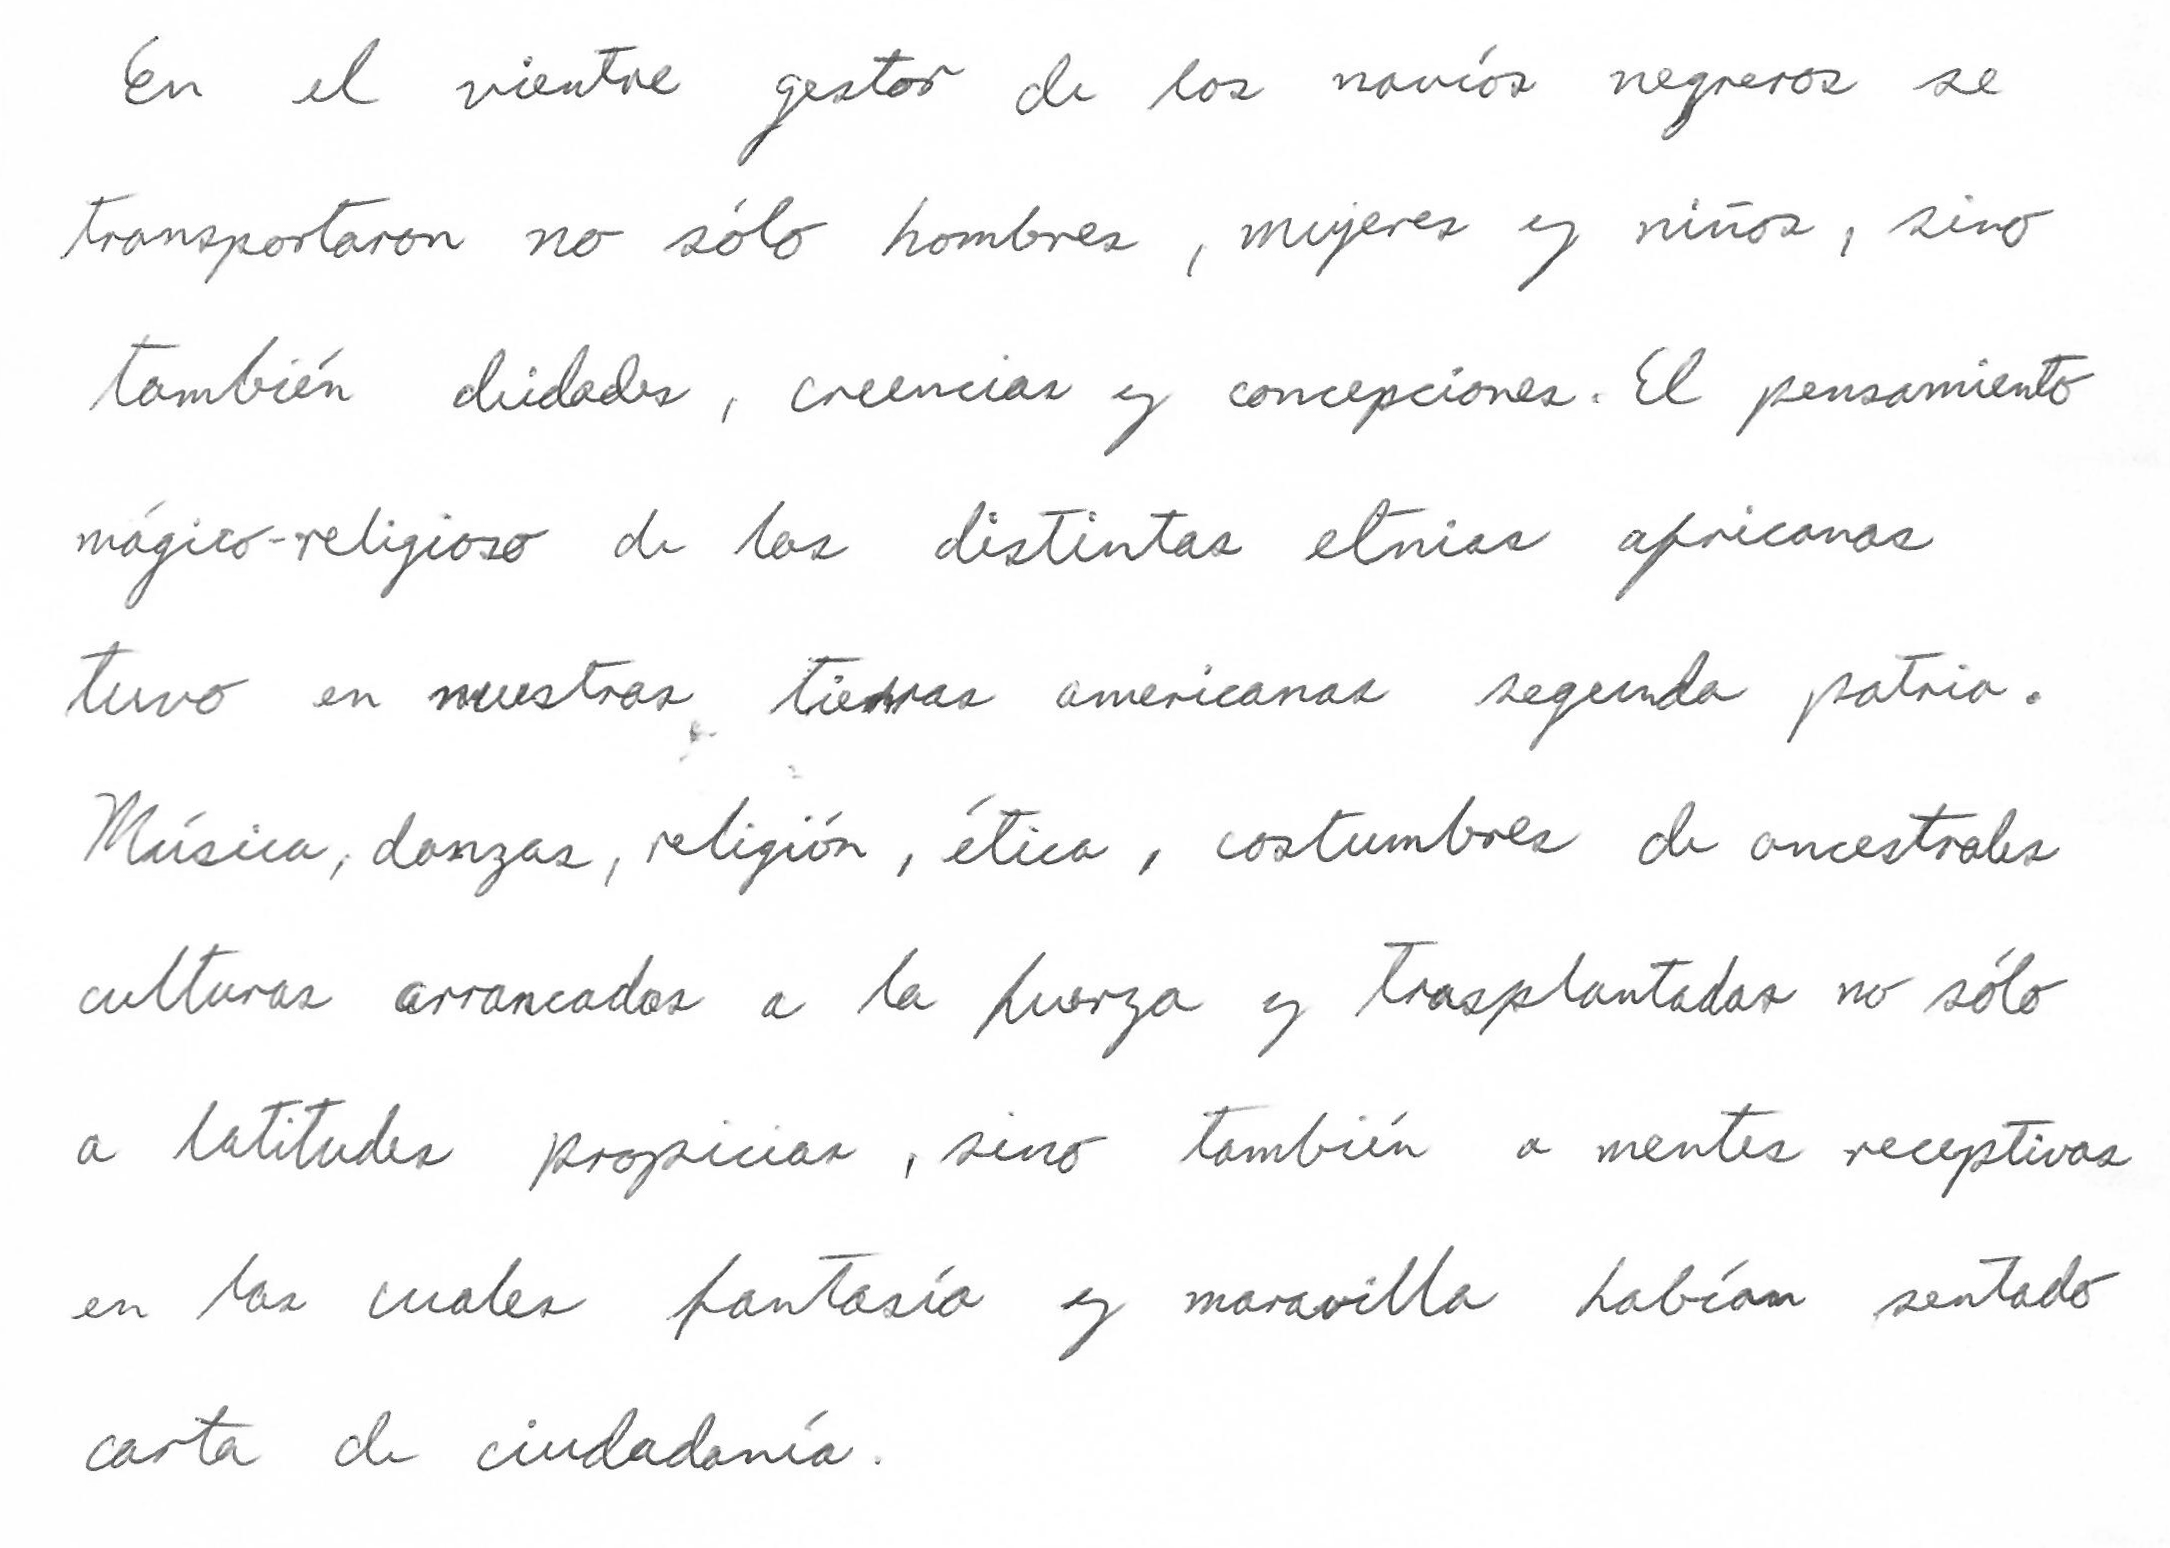 En el vientre gestor de los navíos negreros se
transportaron no sólo hombres, mujeres y niños, sino
también deidades, creencias y concepciones. El pensamiento
mágico-religioso de las distintas etnias africanas
tuvo en nuestras tierras americanas segunda patria.
Música, danzas, religión, ética, costumbres de ancestrales
culturas arrancadas a la fuerza y trasplantadas no sólo
a latitudes propicias, sino también a mentes receptivas
en las cuales fantasía y maravilla habían sentado
carta de ciudadanía.